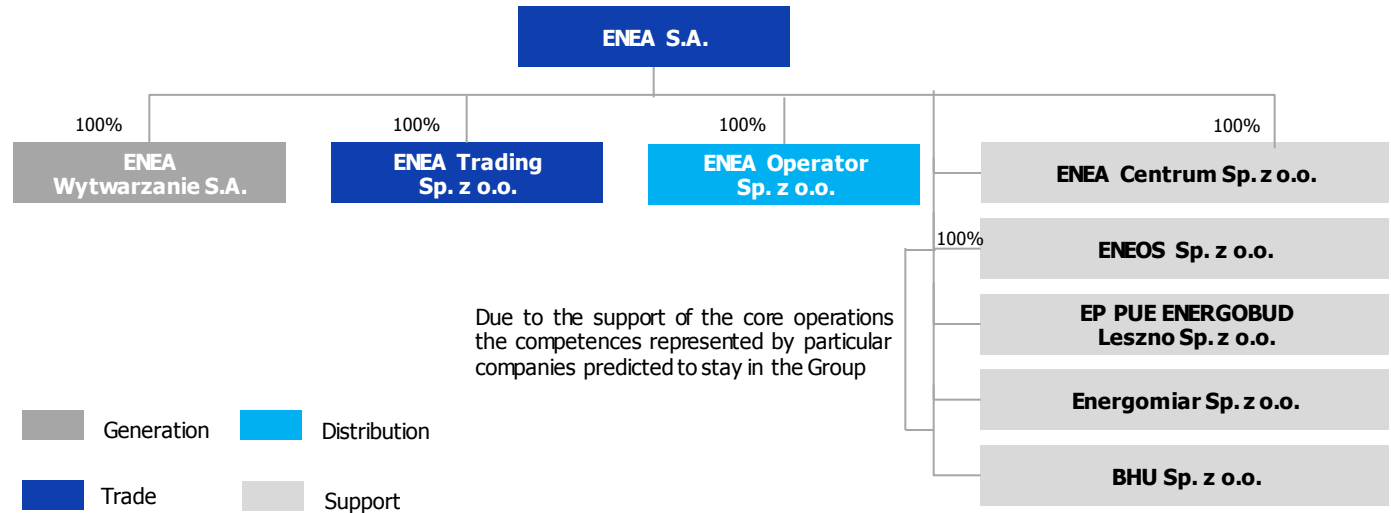 ENEA S.A.
100%
100%
100%
100%
ENEA
Wytwarzanie S.A.
ENEA Trading
Sp. z o.o.
ENEA Operator
Sp. z o.o.
ENEA Centrum Sp. z o.o.
100%
ENEOS Sp. z o.o.
Due to the support of the core operations
the competences represented by particular
companies predicted to stay in the Group
EP PUE ENERGOBUD
Leszno Sp. z o.o.
Energomiar Sp. z o.o.
BHU Sp. z o.o.
Generation
Distribution
Trade
Support